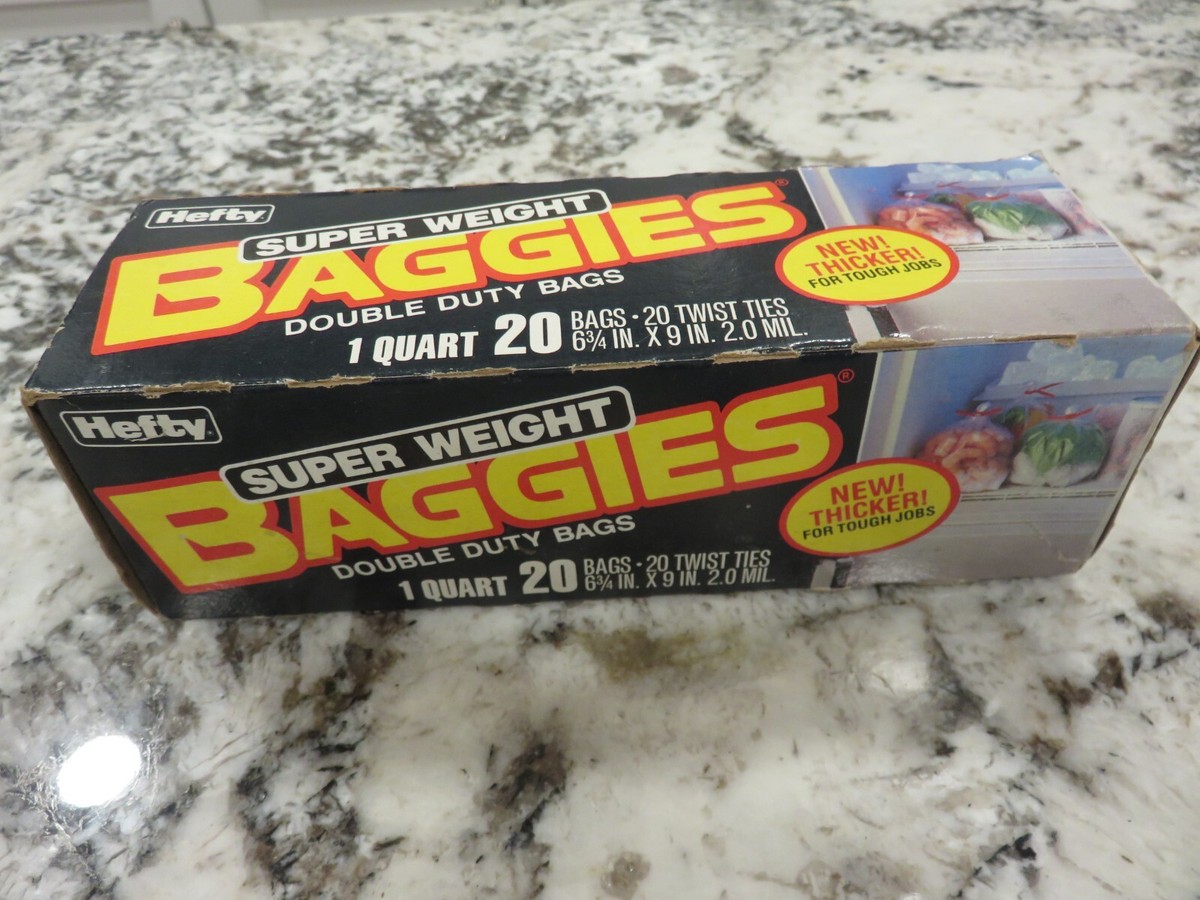 Hefty
SUPER WEIGHT
BAGGIES®
DOUBLE DUTY BAGS
1 QUART 20 BAGS · 20 TWIST TIES
6¾ IN. X 9 IN. 2.0 MIL.
NEW!
THICKER!
FOR TOUGH JOBS
Hefty
SUPER WEIGHT
BAGGIES®
DOUBLE DUTY BAGS
1 QUART 20 BAGS · 20 TWIST TIES
6¾ IN. X 9 IN. 2.0 MIL.
NEW!
THICKER!
FOR TOUGH JOBS